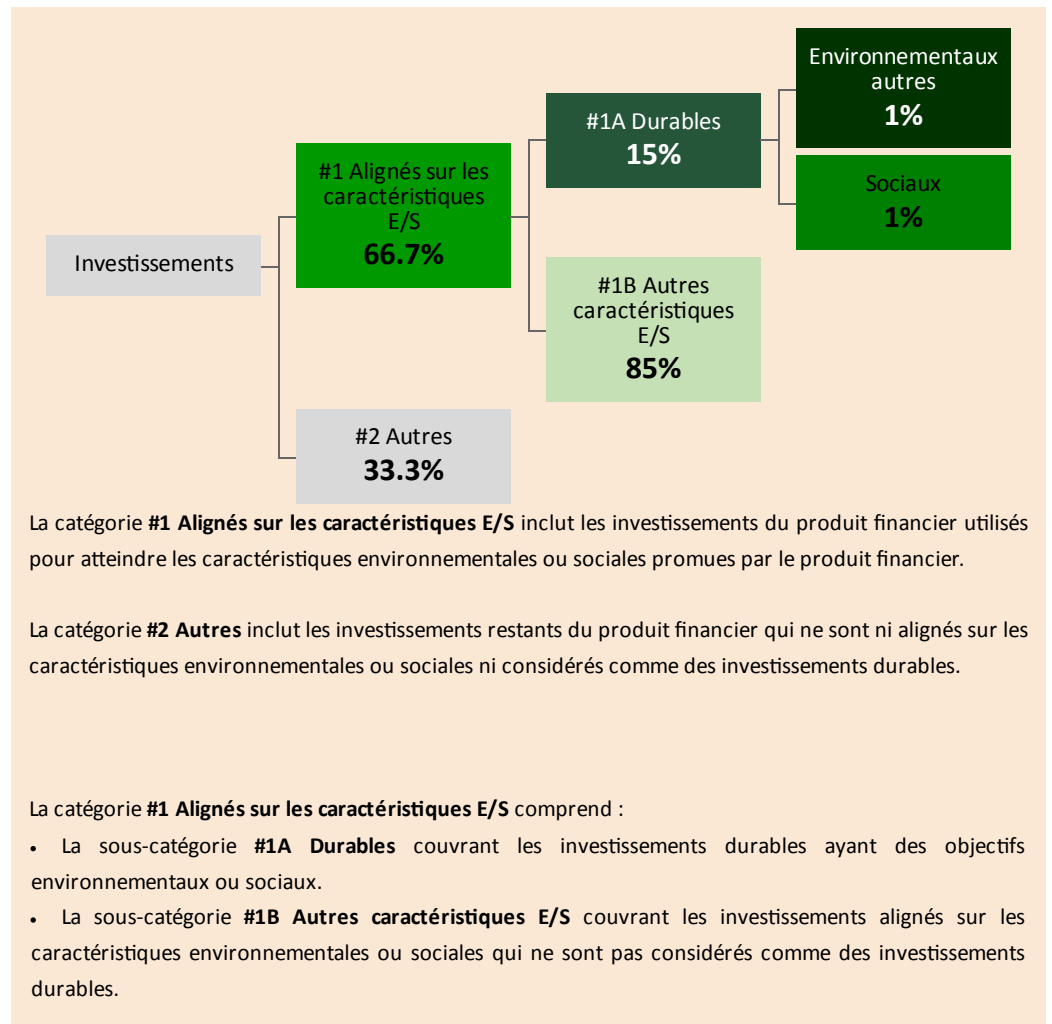 Environnementaux
autres
1%
#1A Durables
15%
Sociaux
1%
#1 Alignés sur les
caractéristiques
E/S
66.7%
Investissements
#1B Autres
caractéristiques
E/S
85%
#2 Autres
33.3%
La catégorie #1 Alignés sur les caractéristiques E/S inclut les investissements du produit financier utilisés
pour atteindre les caractéristiques environnementales ou sociales promues par le produit financier.
La catégorie #2 Autres inclut les investissements restants du produit financier qui ne sont ni alignés sur les
caractéristiques environnementales ou sociales ni considérés comme des investissements durables.
La catégorie #1 Alignés sur les caractéristiques E/S comprend :
• La sous-catégorie #1A Durables couvrant les investissements durables ayant des objectifs
environnementaux ou sociaux.
• La sous-catégorie #1B Autres caractéristiques E/S couvrant les investissements alignés sur les
caractéristiques environnementales ou sociales qui ne sont pas considérés comme des investissements
durables.